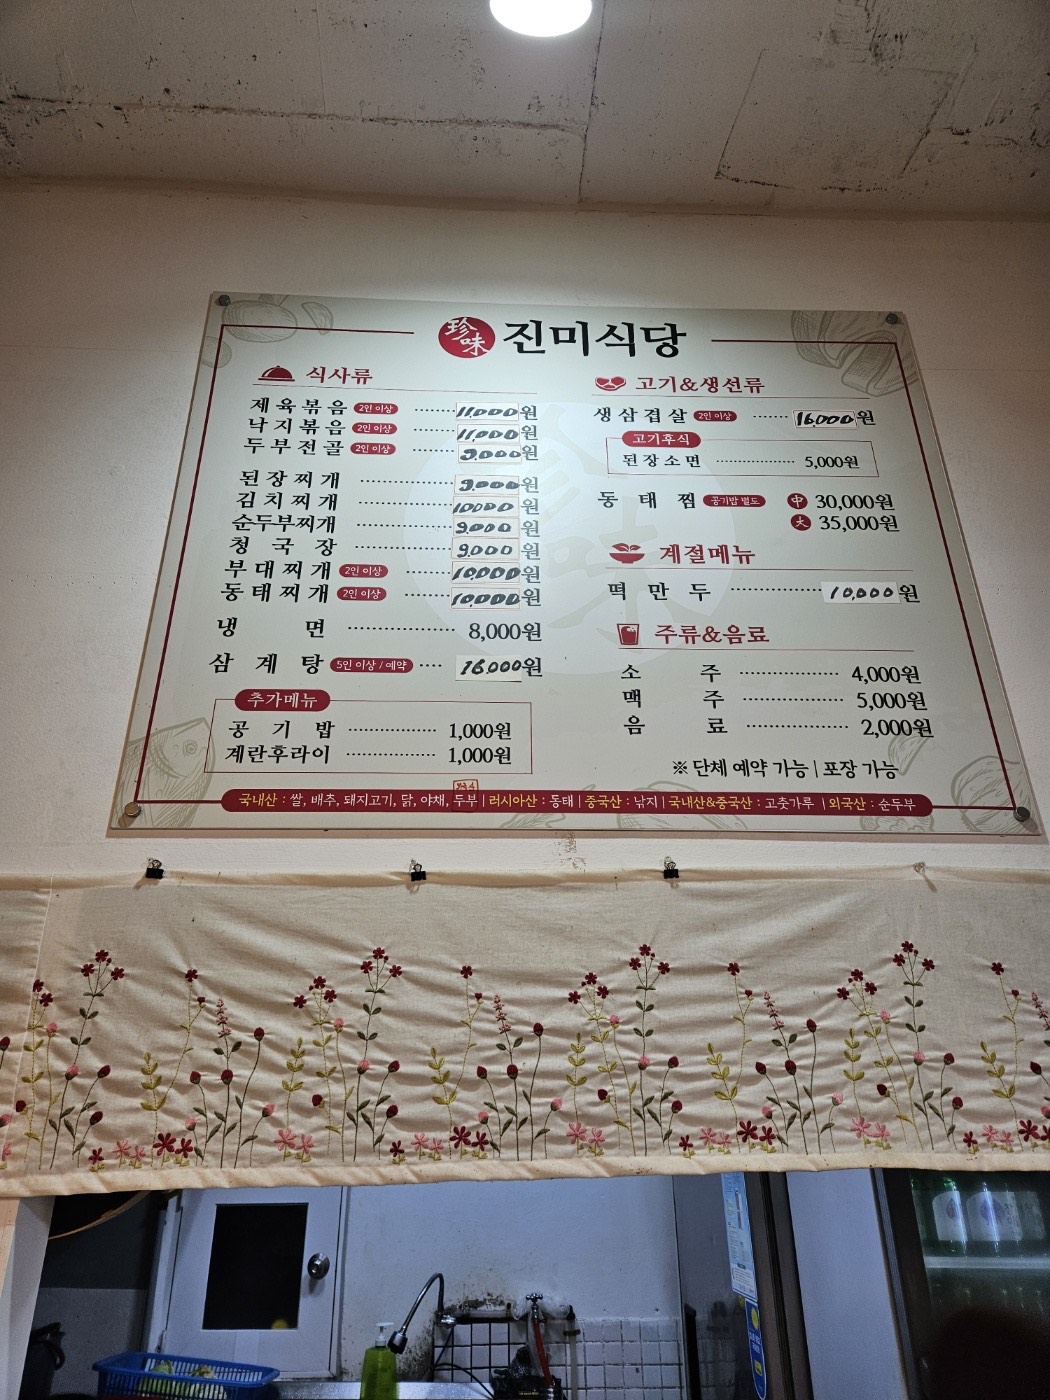 珍味 진미식당
식사류
제육볶음 2인 이상 11,000원
낙지볶음 2인 이상 11,000원
두부전골 2인 이상 9,000원
된장찌개 9,000원
김치찌개 10000원
순두부찌개 9,000원
청국장 9,000원
부대찌개 2인 이상 10,000원
동태찌개 2인 이상 10,000원
냉면 8,000원
삼계탕 5인 이상 / 예약 16,000원
추가메뉴
공기밥 1,000원
계란후라이 1,000원
고기&생선류
생삼겹살 2인 이상 16,000원
고기후식
된장소면 5,000원
동태찜 공기밥 별도 中 30,000원
大 35,000원
계절메뉴
떡만두 10,000원
주류&음료
소주 4,000원
맥주 5,000원
음료 2,000원
※ 단체 예약 가능 | 포장 가능
국내산 : 쌀, 배추, 돼지고기, 닭, 야채, 두부 | 러시아산 : 동태 | 중국산 : 낚지 | 국내산&중국산 : 고춧가루 | 외국산 : 순두부